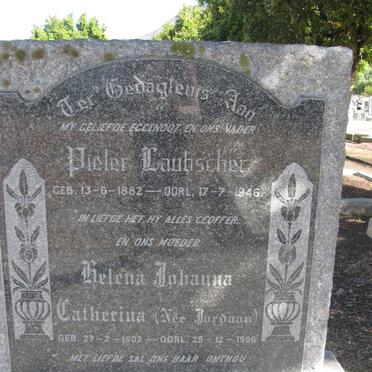 Ter Gedagtenis Aan
MY GELIEFDE EGGENOOT EN ONS VADER
Pieter Laubscher
GEB. 13-6-1882 — OORL. 17-7-1946.
IN LIEFDE HET HY ALLES GEOFFER.
EN ONS MOEDER
Helena Johanna
Catherina (Née Jordaan)
GEB. 27-2-1902 — OORL. 25-12-1996
MET LIEFDE SAL ONS HAAR ONTHOU